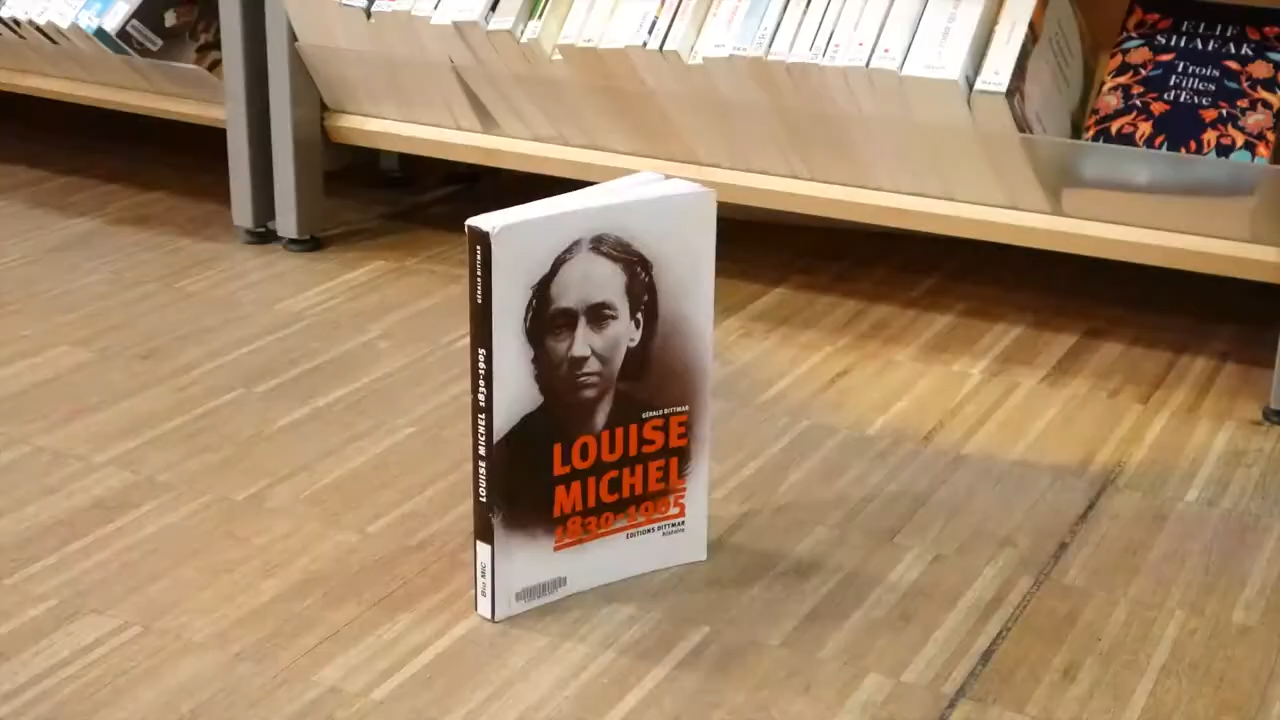 ELIF
SHAFAK
Trois
Filles
d'Ève
GÉRALD DITTMAR
LOUISE MICHEL 1830-1905
Bio MIC
GÉRALD DITTMAR
LOUISE
MICHEL
1830-1905
EDITIONS DITTMAR
histoire